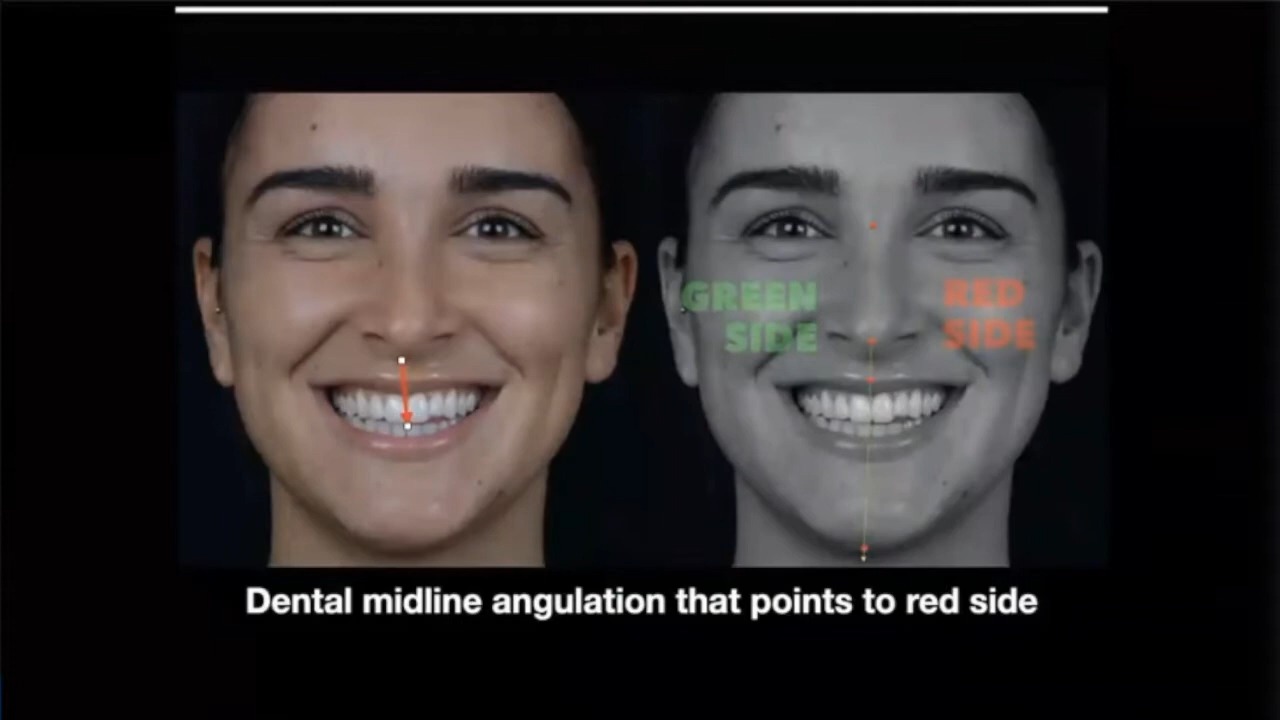 GREEN
SIDE
RED
SIDE
Dental midline angulation that points to red side